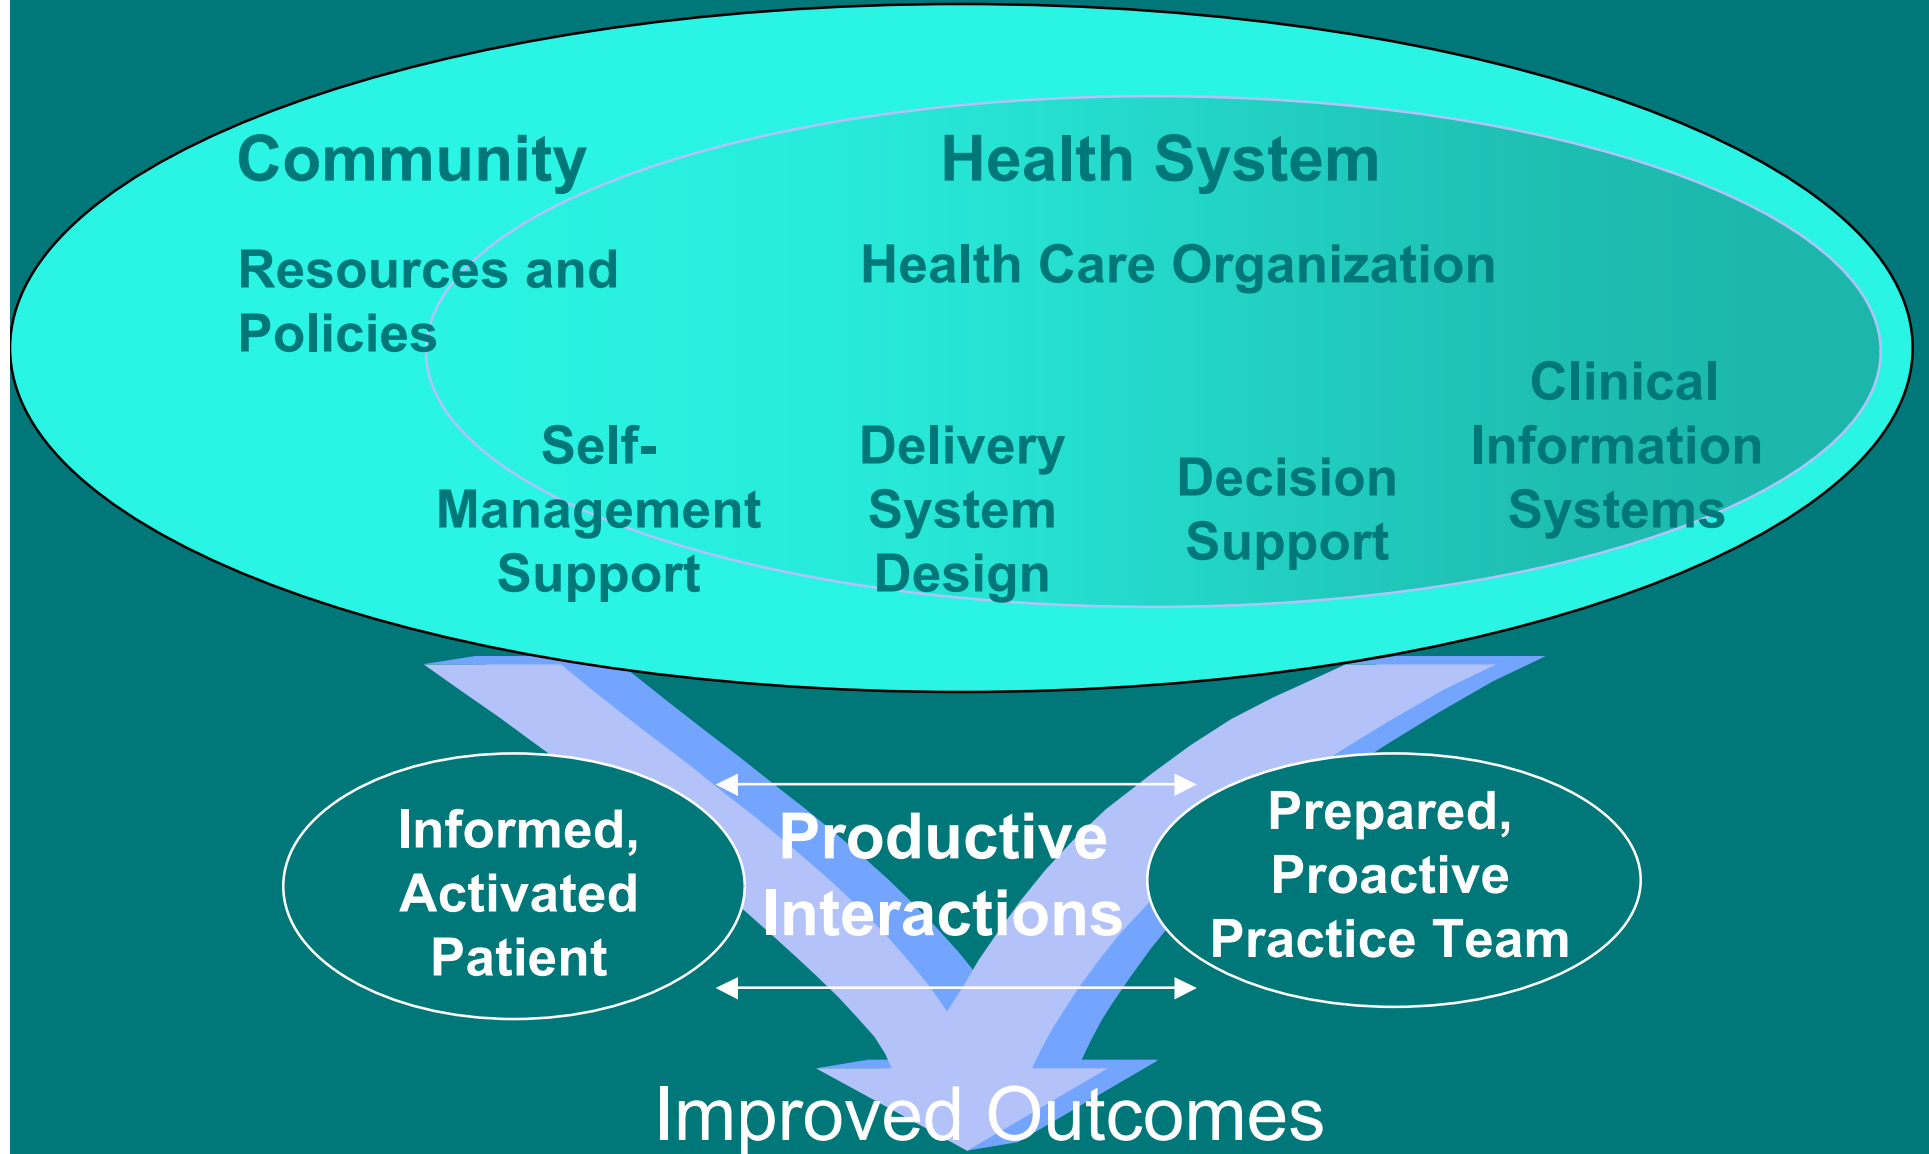 Community
Health System
Resources and
Policies
Health Care Organization
Self-
Management
Support
Delivery
System
Design
Decision
Support
Clinical
Information
Systems
Informed,
Activated
Patient
Productive
Interactions
Prepared,
Proactive
Practice Team
Improved Outcomes